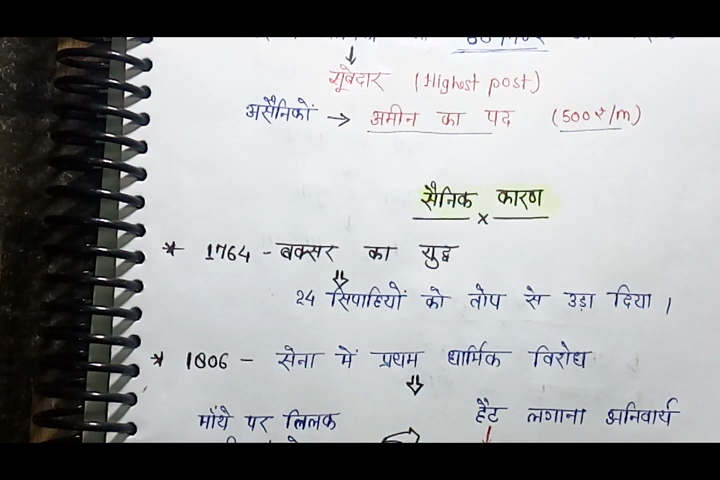 सूबेदार (Highest post)
असैनिकों → अमीन का पद (500₹/m)
सैनिक कारण
x
* 1764 - बक्सर का युद्ध
⇓
24 सिपाहियों को तोप से उड़ा दिया ।
* 1806 - सेना में प्रथम धार्मिक विरोध
⇓
माँथे पर तिलक हैट लगाना अनिवार्य